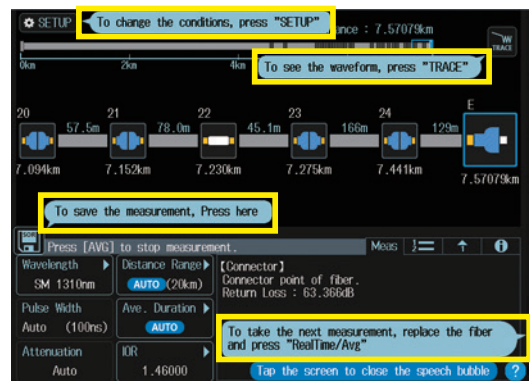 SETUP
To change the conditions, press "SETUP"
ance : 7.57079km
TRACE
0km 2km 4km
To see the waveform, press "TRACE"
20 21 22 23 24 E
57.5m 78.0m 45.1m 166m 129m
7.094km 7.152km 7.230km 7.275km 7.441km 7.57079km
To save the measurement, Press here
SOR
Press [AVG] to stop measurement.
Meas
Wavelength
SM 1310nm
Distance Range
AUTO (20km)
[Connector]
Connector point of fiber.
Return Loss : 63.366dB
Pulse Width
Auto (100ns)
Ave. Duration
AUTO
To take the next measurement, replace the fiber
and press "RealTime/Avg"
Attenuation
Auto
IOR
1.46000
Tap the screen to close the speech bubble
?